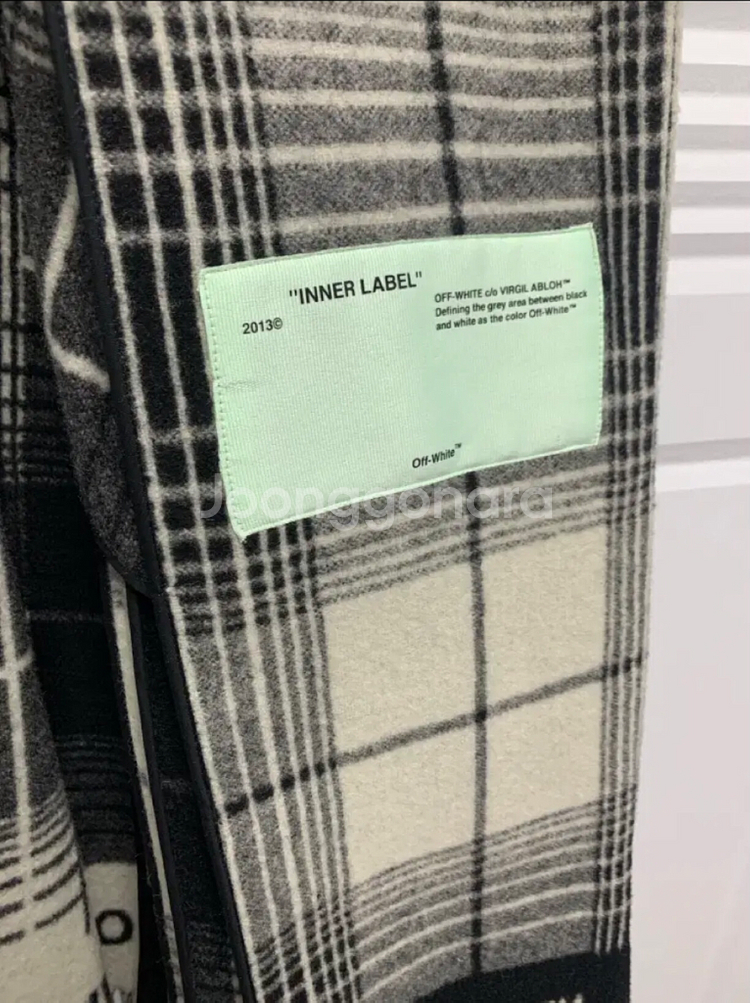 "INNER LABEL"
2013©
OFF-WHITE c/o VIRGIL ABLOH™
Defining the grey area between black
and white as the color Off-White™
Off-White™
Joonggonara
O